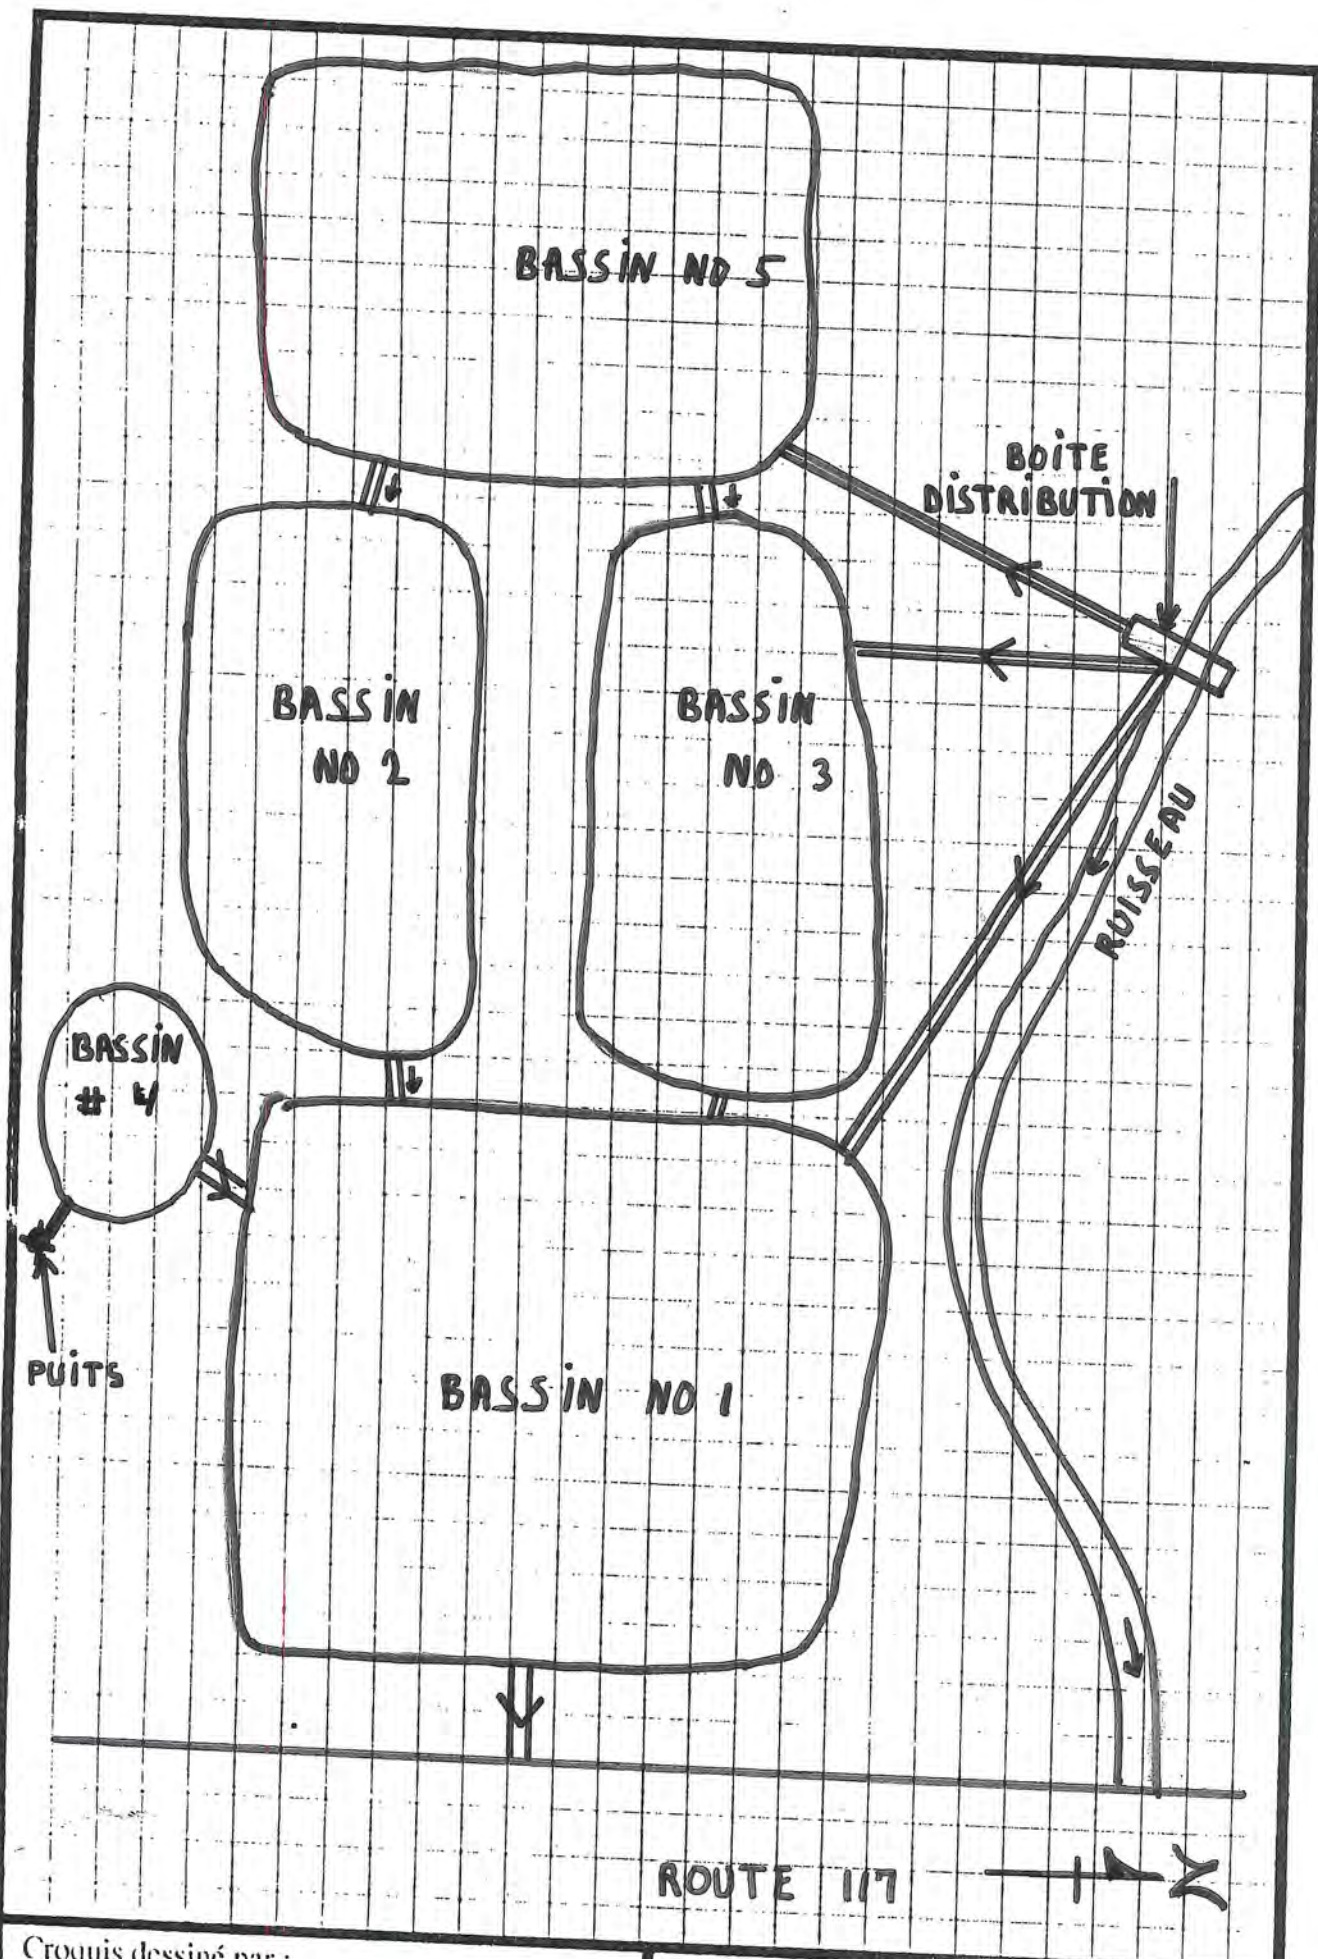 BASSIN NO 5
BOITE
DISTRIBUTION
BASSIN
NO 2
BASSIN
NO 3
RUISSEAU
BASSIN
# 4
PUITS
BASSIN NO 1
ROUTE 117
N
Croquis dessiné par :